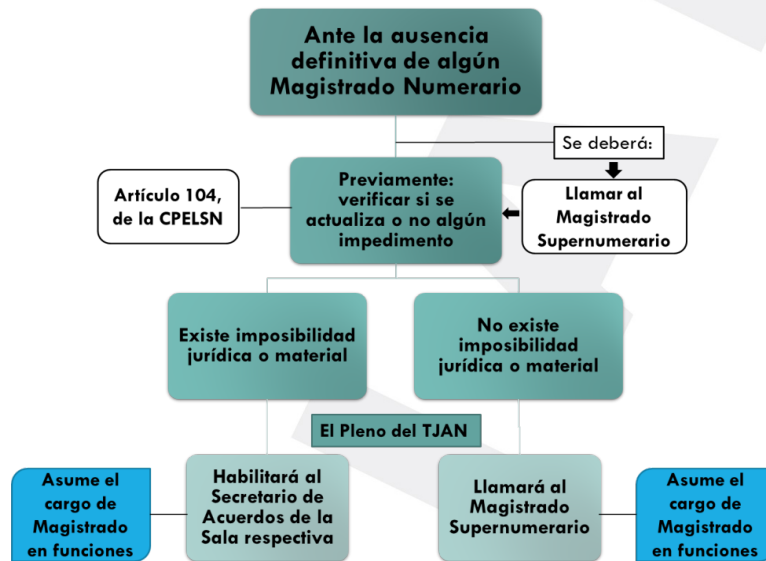 Ante la ausencia
definitiva de algún
Magistrado Numerario
Se deberá:
Llamar al
Magistrado
Supernumerario
Previamente:
verificar si se
actualiza o no algún
impedimento
Artículo 104,
de la CPELSN
Existe imposibilidad
jurídica o material
No existe
imposibilidad
jurídica o material
El Pleno del TJAN
Asume el
cargo de
Magistrado
en funciones
Habilitará al
Secretario de
Acuerdos de la
Sala respectiva
Llamará al
Magistrado
Supernumerario
Asume el
cargo de
Magistrado
en funciones